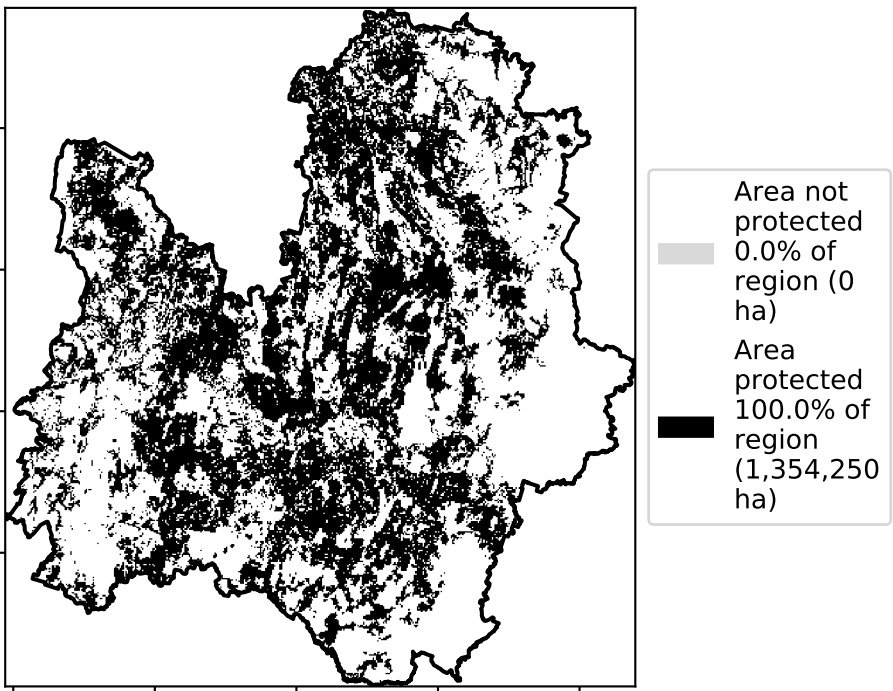 Area not
protected
0.0% of
region (0
ha)
Area
protected
100.0% of
region
(1,354,250
ha)